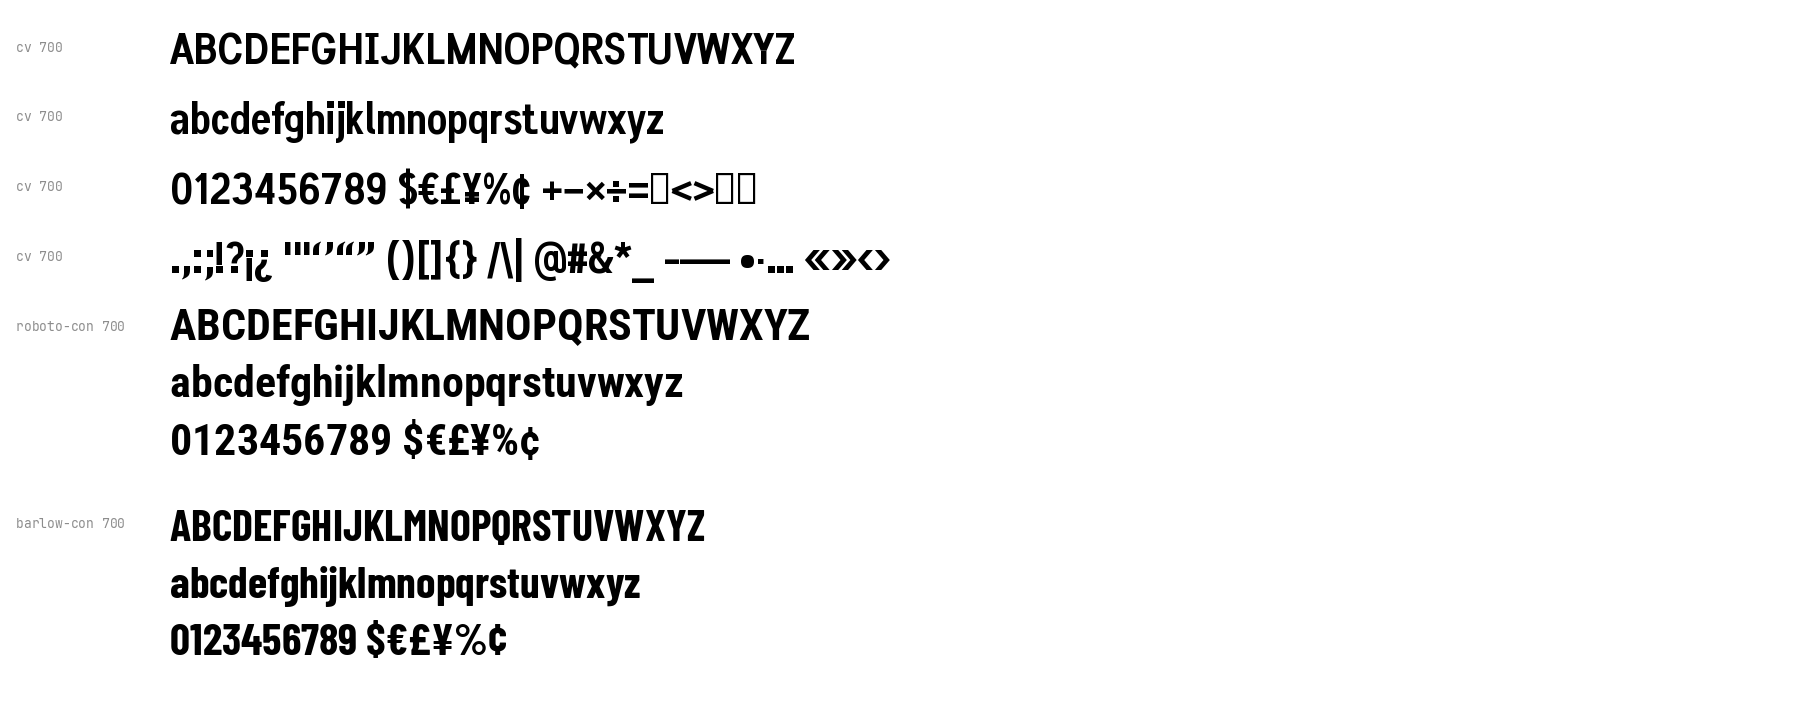 cv 700 ABCDEFGHIJKLMNOPQRSTUVWXYZ
cv 700 abcdefghijklmnopqrstuvwxyz
cv 700 0123456789 $€£¥%¢ +−×÷=▯<>▯▯
cv 700 .,:;!?¡¿ '"‘’“” ()[]{} /\| @#&*_ -–— •·… «»‹›
roboto-con 700 ABCDEFGHIJKLMNOPQRSTUVWXYZ
abcdefghijklmnopqrstuvwxyz
0123456789 $€£¥%¢
barlow-con 700 ABCDEFGHIJKLMNOPQRSTUVWXYZ
abcdefghijklmnopqrstuvwxyz
0123456789 $€£¥%¢